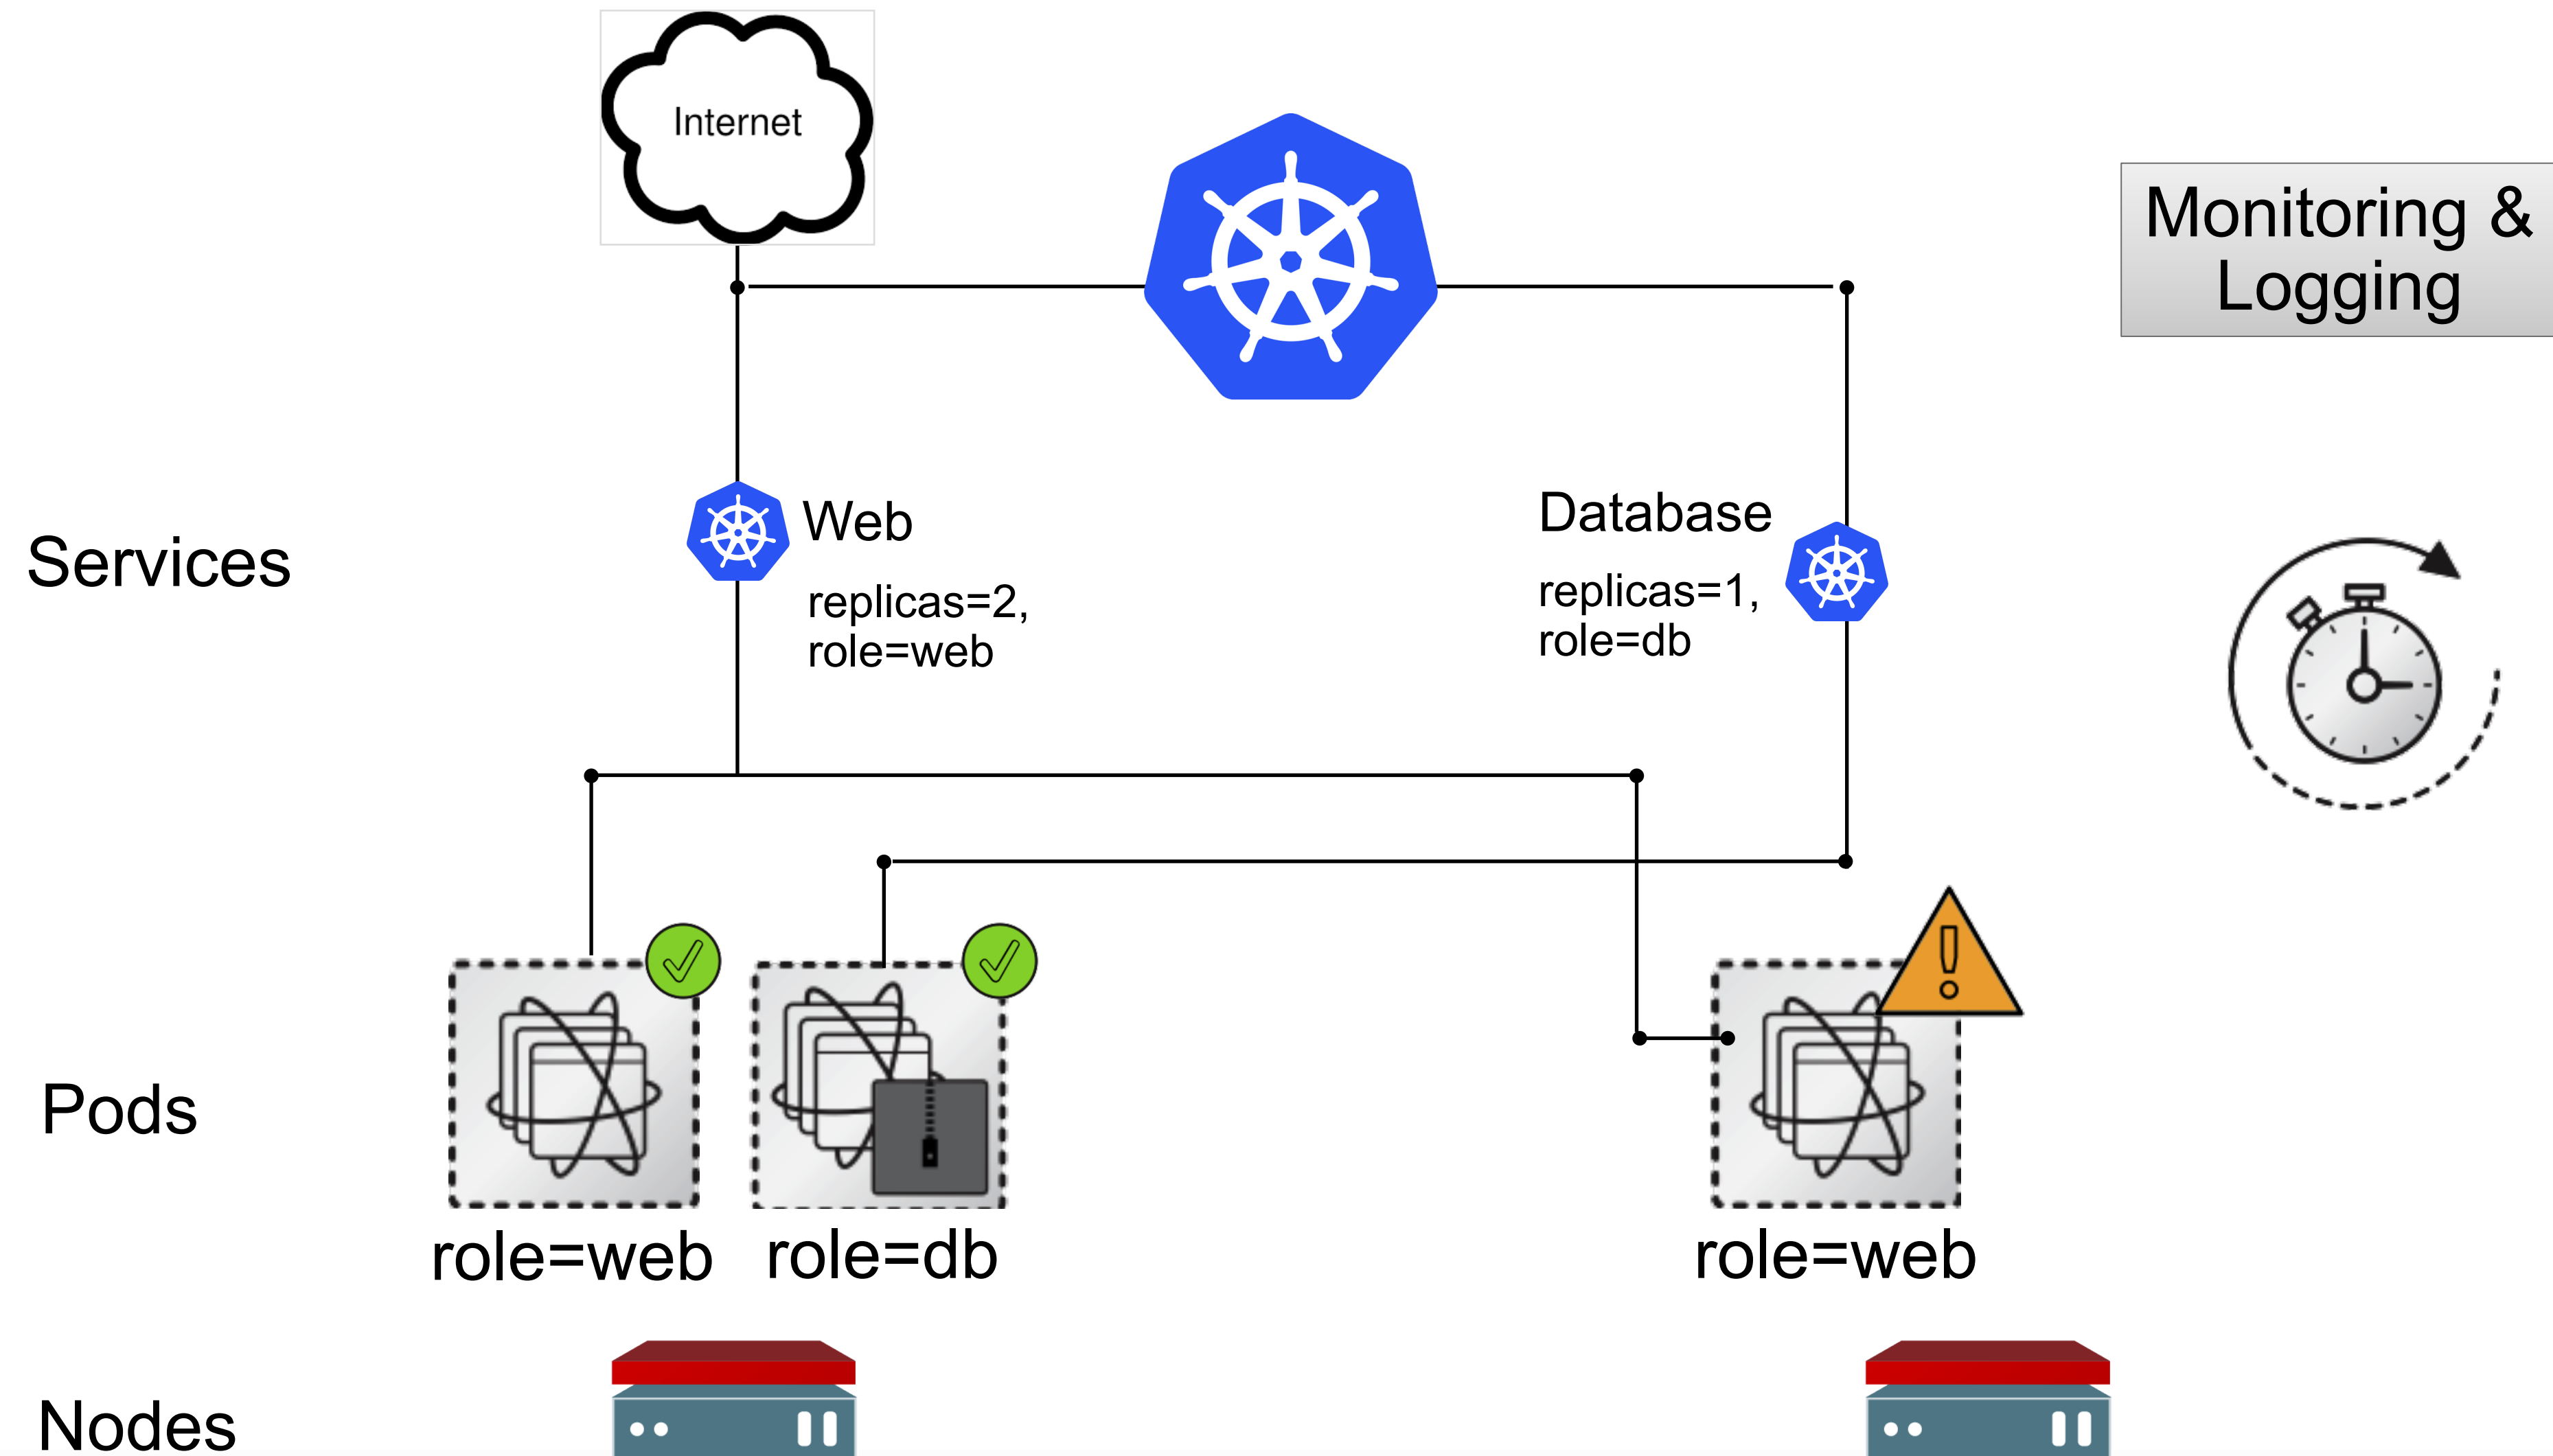 Internet
Monitoring &
Logging
Services
Web
replicas=2,
role=web
Database
replicas=1,
role=db
Pods
role=web
role=db
role=web
Nodes